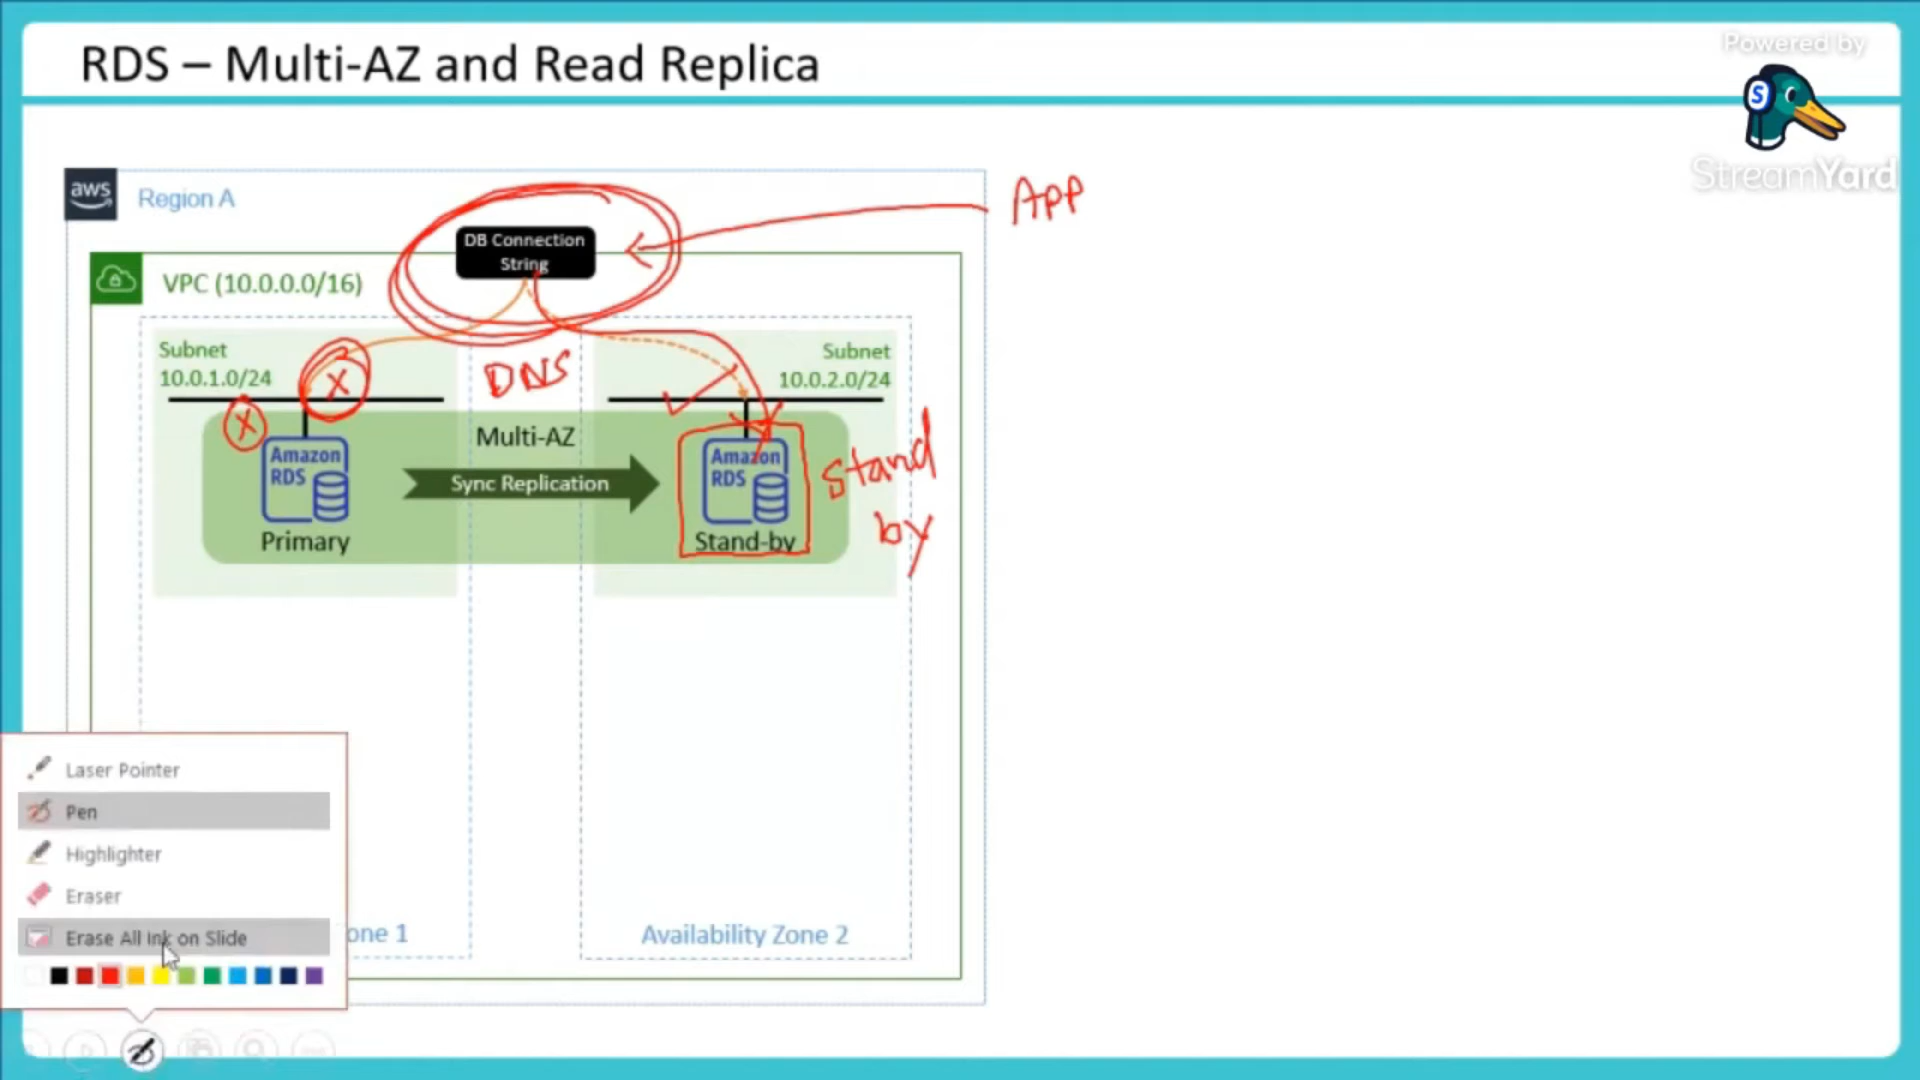 RDS – Multi-AZ and Read Replica
Powered by
S
StreamYard
aws
Region A
App
DB Connection
String
VPC (10.0.0.0/16)
Subnet
10.0.1.0/24
X
X
DNS
Subnet
10.0.2.0/24
Multi-AZ
Sync Replication
Amazon
RDS
Primary
Amazon
RDS
Stand-by
Stand
by
Laser Pointer
Pen
Highlighter
Eraser
Erase All Ink on Slide
one 1
Availability Zone 2